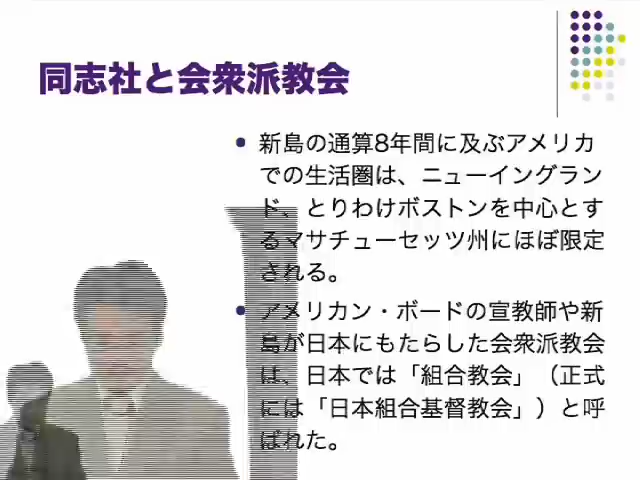 同志社と会衆派教会
● 新島の通算8年間に及ぶアメリカ
での生活圏は、ニューイングラン
ド、とりわけボストンを中心とす
るマサチューセッツ州にほぼ限定
される。
● アメリカン・ボードの宣教師や新
島が日本にもたらした会衆派教会
は、日本では「組合教会」（正式
には「日本組合基督教会」）と呼
ばれた。